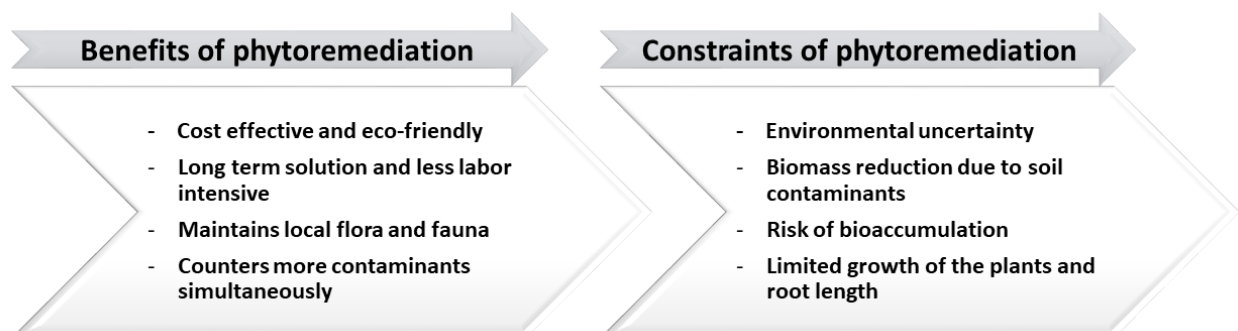 Benefits of phytoremediation
- Cost effective and eco-friendly
- Long term solution and less labor
intensive
- Maintains local flora and fauna
- Counters more contaminants
simultaneously
Constraints of phytoremediation
- Environmental uncertainty
- Biomass reduction due to soil
contaminants
- Risk of bioaccumulation
- Limited growth of the plants and
root length